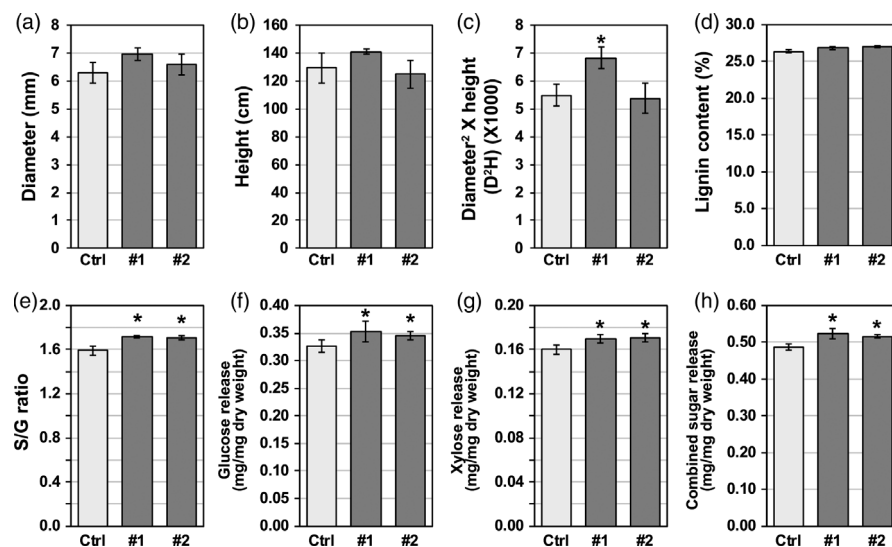 (a)
Diameter (mm)
8
7
6
5
4
3
2
1
0
Ctrl #1 #2
(b)
Height (cm)
160
140
120
100
80
60
40
20
0
Ctrl #1 #2
(c)
Diameter² X height
(D²H) (X1000)
8
7
6
5
4
3
2
1
0
*
Ctrl #1 #2
(d)
Lignin content (%)
30.0
25.0
20.0
15.0
10.0
5.0
0.0
Ctrl #1 #2
(e)
S/G ratio
2.0
1.6
1.2
0.8
0.4
0.0
* *
Ctrl #1 #2
(f)
Glucose release
(mg/mg dry weight)
0.40
0.35
0.30
0.25
0.20
0.15
0.10
0.05
0.00
* *
Ctrl #1 #2
(g)
Xylose release
(mg/mg dry weight)
0.20
0.16
0.12
0.08
0.04
0.00
* *
Ctrl #1 #2
(h)
Combined sugar release
(mg/mg dry weight)
0.60
0.50
0.40
0.30
0.20
0.10
0.00
* *
Ctrl #1 #2